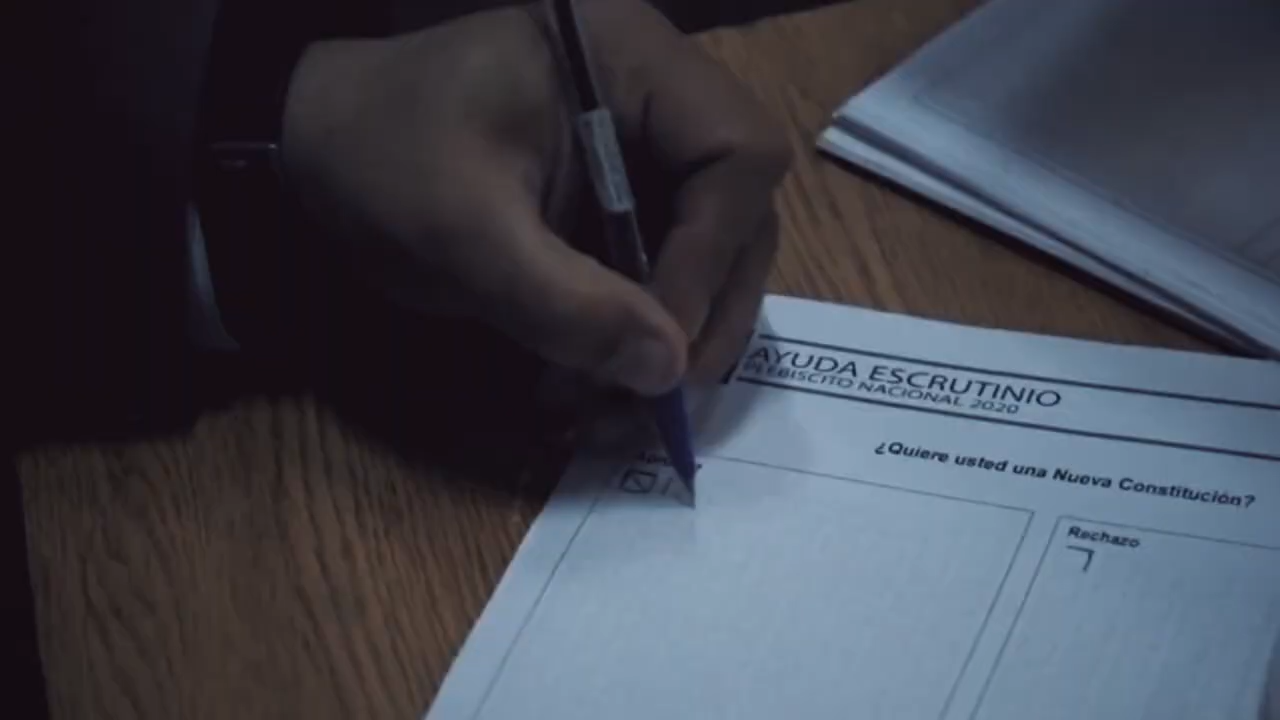 AYUDA ESCRUTINIO
PLEBISCITO NACIONAL 2020
¿Quiere usted una Nueva Constitución?
Rechazo